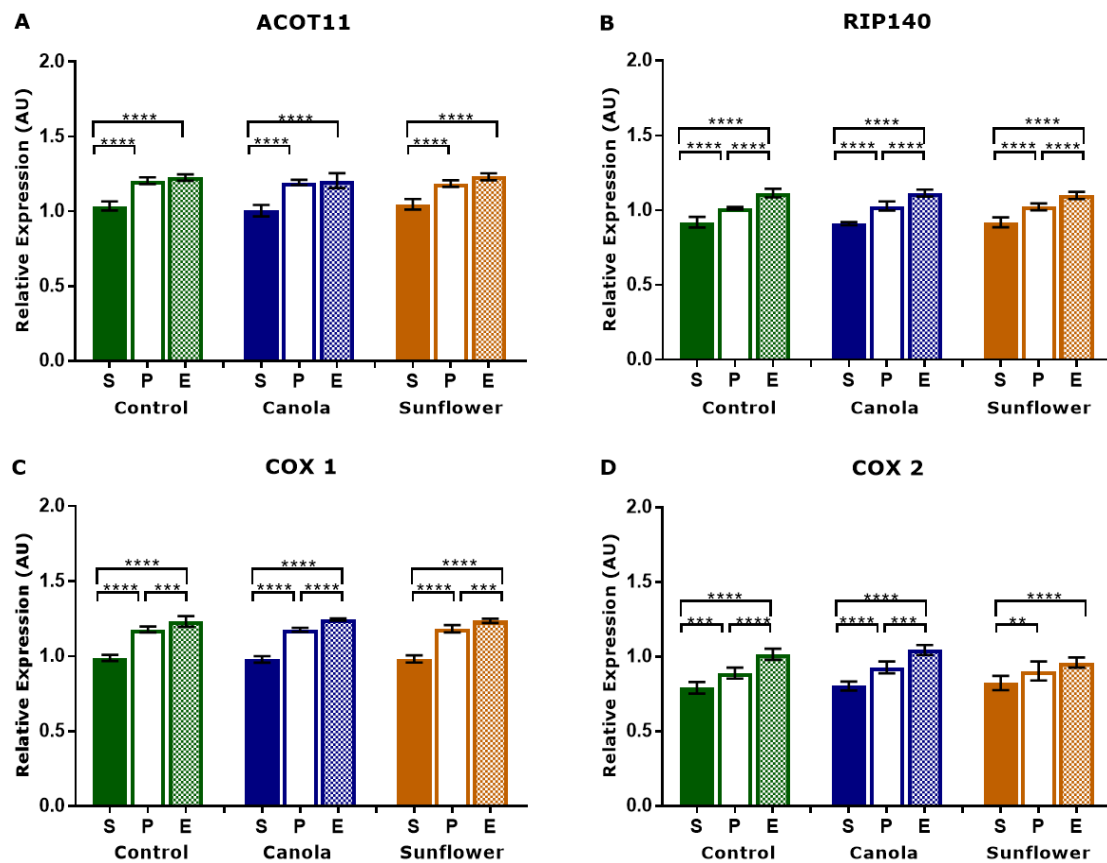 A
ACOT11
Relative Expression (AU)
2.0
1.5
1.0
0.5
0.0
**** **** ****
**** **** ****
S P E S P E S P E
Control Canola Sunflower
B
RIP140
Relative Expression (AU)
2.0
1.5
1.0
0.5
0.0
**** **** ****
**** **** **** **** **** ****
S P E S P E S P E
Control Canola Sunflower
C
COX 1
Relative Expression (AU)
2.0
1.5
1.0
0.5
0.0
**** **** ****
**** *** **** **** **** ***
S P E S P E S P E
Control Canola Sunflower
D
COX 2
Relative Expression (AU)
2.0
1.5
1.0
0.5
0.0
**** **** ****
*** **** **** *** **
S P E S P E S P E
Control Canola Sunflower